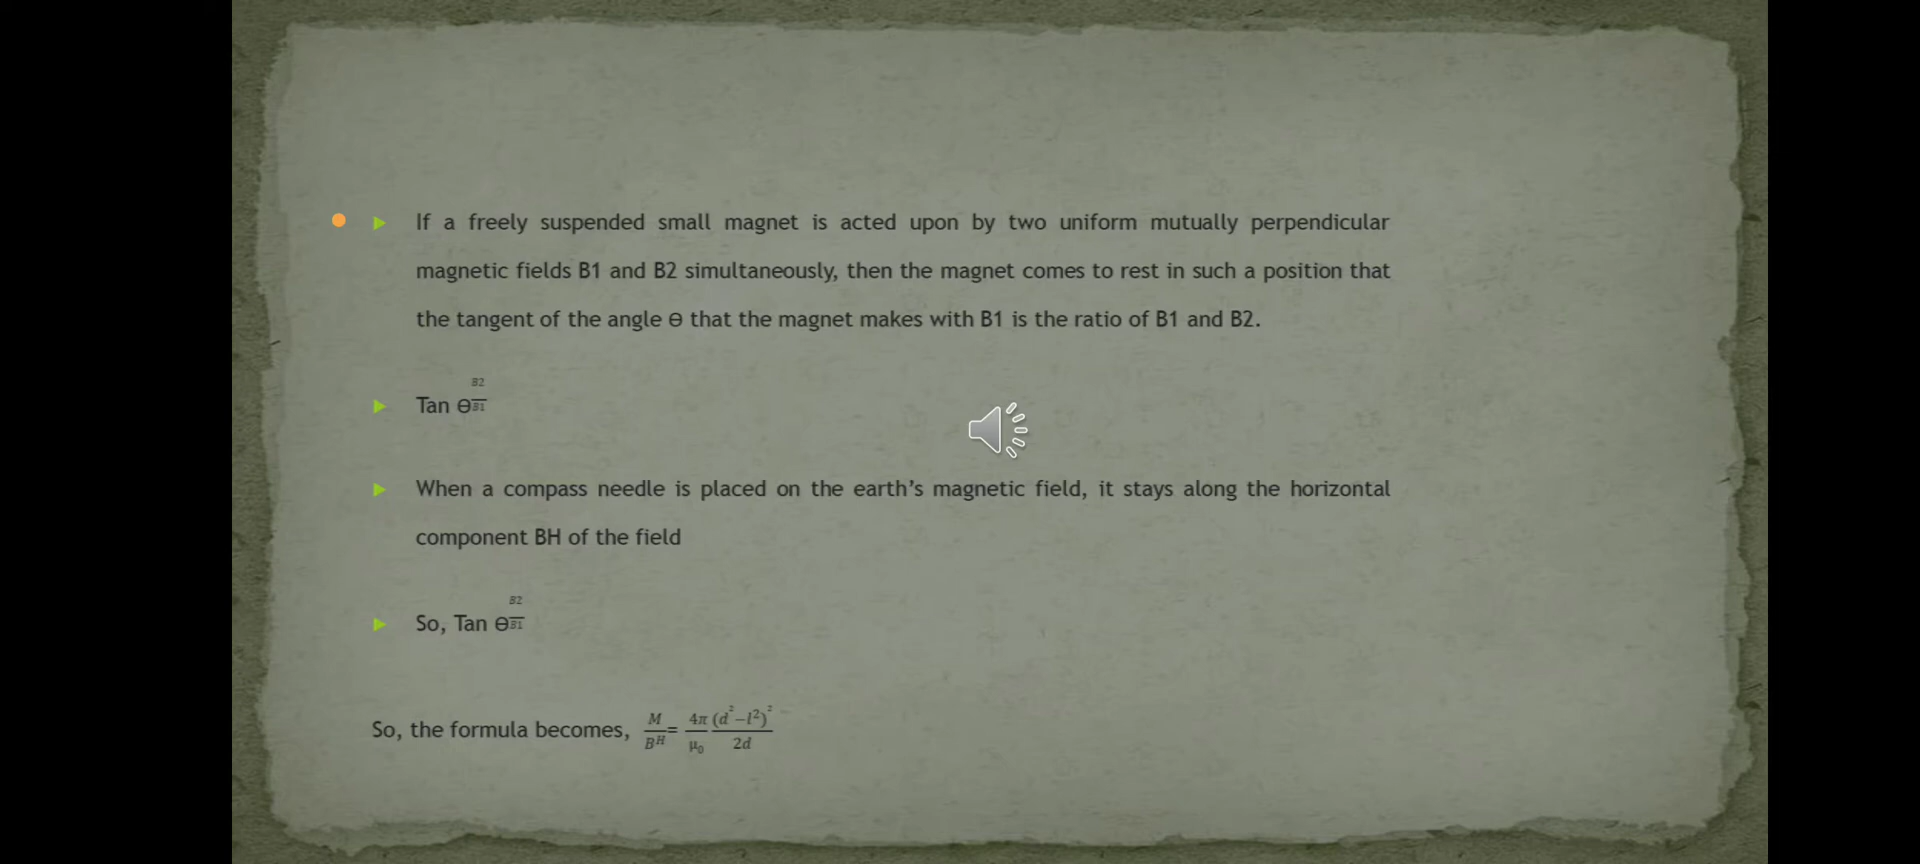 If a freely suspended small magnet is acted upon by two uniform mutually perpendicular
magnetic fields B1 and B2 simultaneously, then the magnet comes to rest in such a position that
the tangent of the angle Ɵ that the magnet makes with B1 is the ratio of B1 and B2.
Tan Ɵ B2/B1
When a compass needle is placed on the earth’s magnetic field, it stays along the horizontal
component BH of the field
So, Tan Ɵ B2/B1
So, the formula becomes, M/B^H = 4π/μ₀ (d²−l²)²/2d